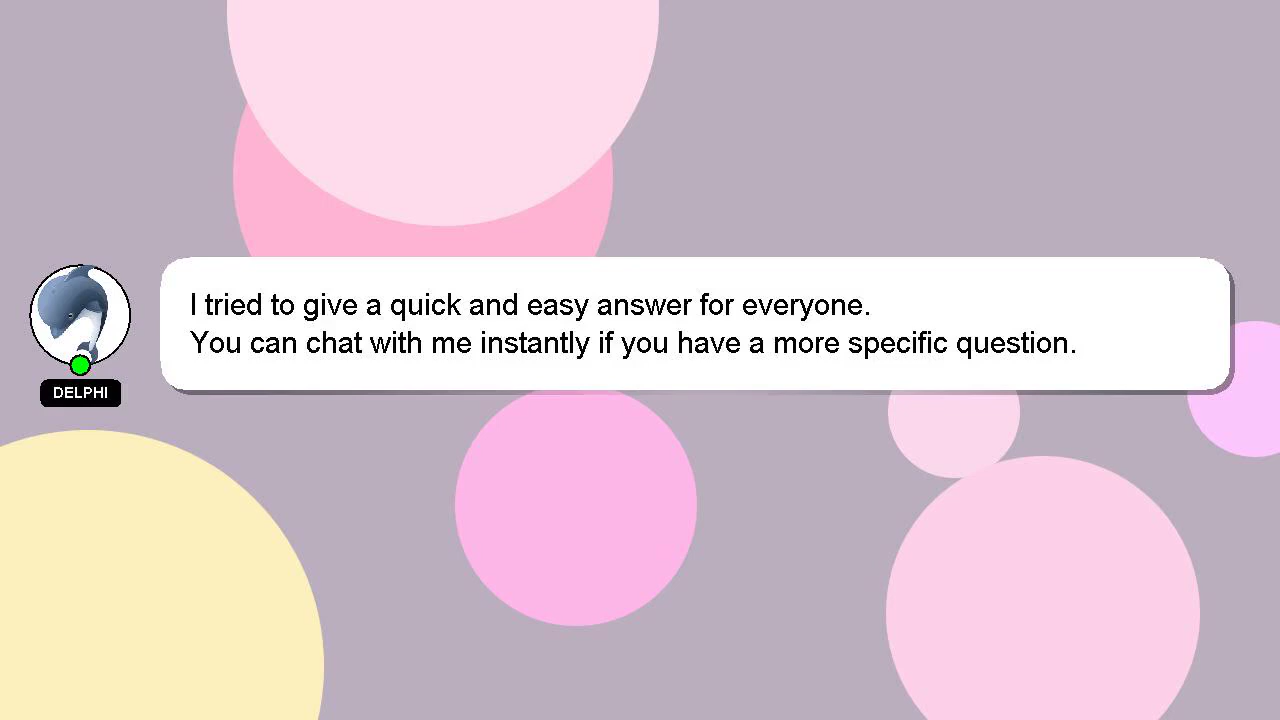 I tried to give a quick and easy answer for everyone.
You can chat with me instantly if you have a more specific question.
DELPHI